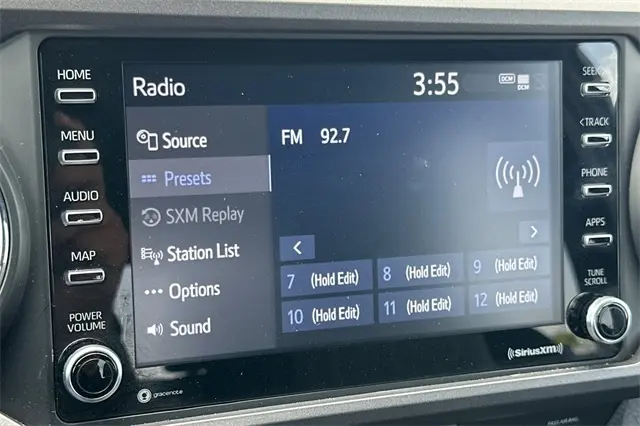 HOME
MENU
AUDIO
MAP
POWER
VOLUME
gracenote
Radio
3:55
DCM
DCM
Source
Presets
SXM Replay
Station List
Options
Sound
FM 92.7
<
>
7 (Hold Edit) 8 (Hold Edit) 9 (Hold Edit)
10 (Hold Edit) 11 (Hold Edit) 12 (Hold Edit)
SEEK
<TRACK
PHONE
APPS
TUNE
SCROLL
SiriusXM